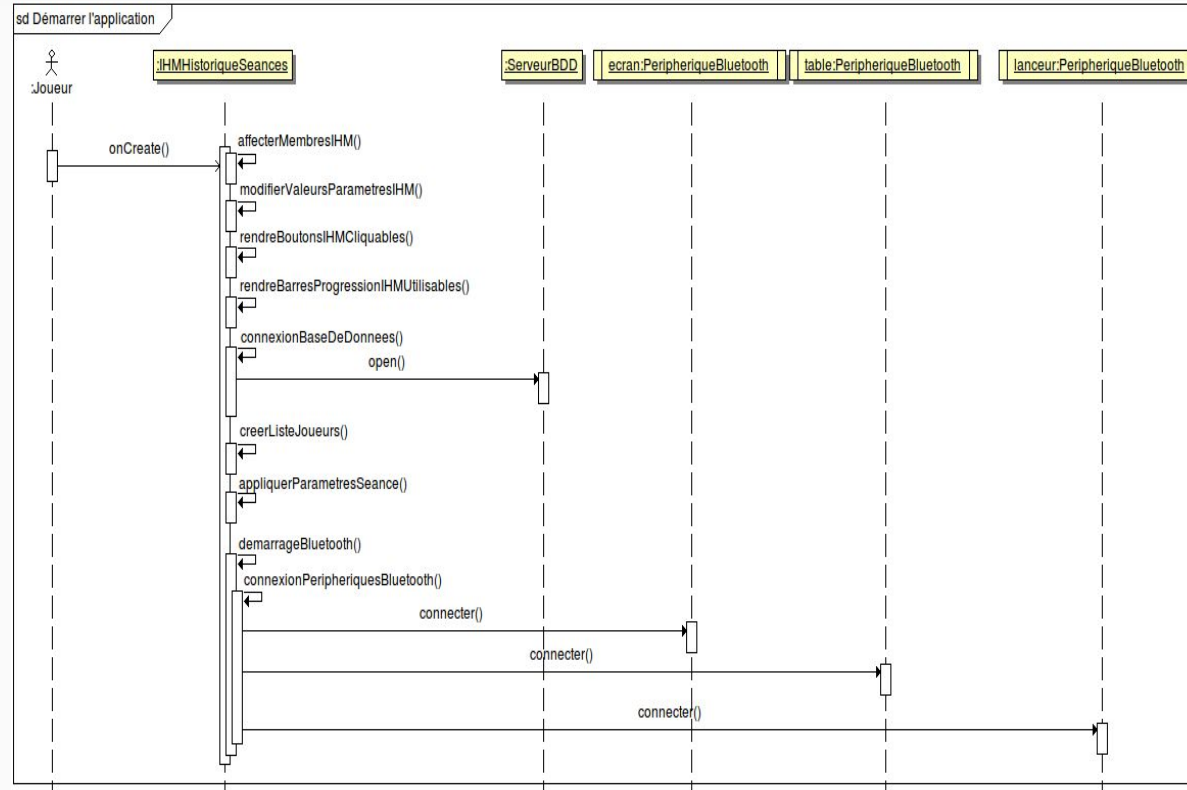 sd Démarrer l'application
:Joueur
:IHMHistoriqueSeances
:ServeurBDD
ecran:PeripheriqueBluetooth
table:PeripheriqueBluetooth
lanceur:PeripheriqueBluetooth
onCreate()
affecterMembresIHM()
modifierValeursParametresIHM()
rendreBoutonsIHMCliquables()
rendreBarresProgressionIHMUtilisables()
connexionBaseDeDonnees()
open()
creerListeJoueurs()
appliquerParametresSeance()
demarrageBluetooth()
connexionPeripheriquesBluetooth()
connecter()
connecter()
connecter()